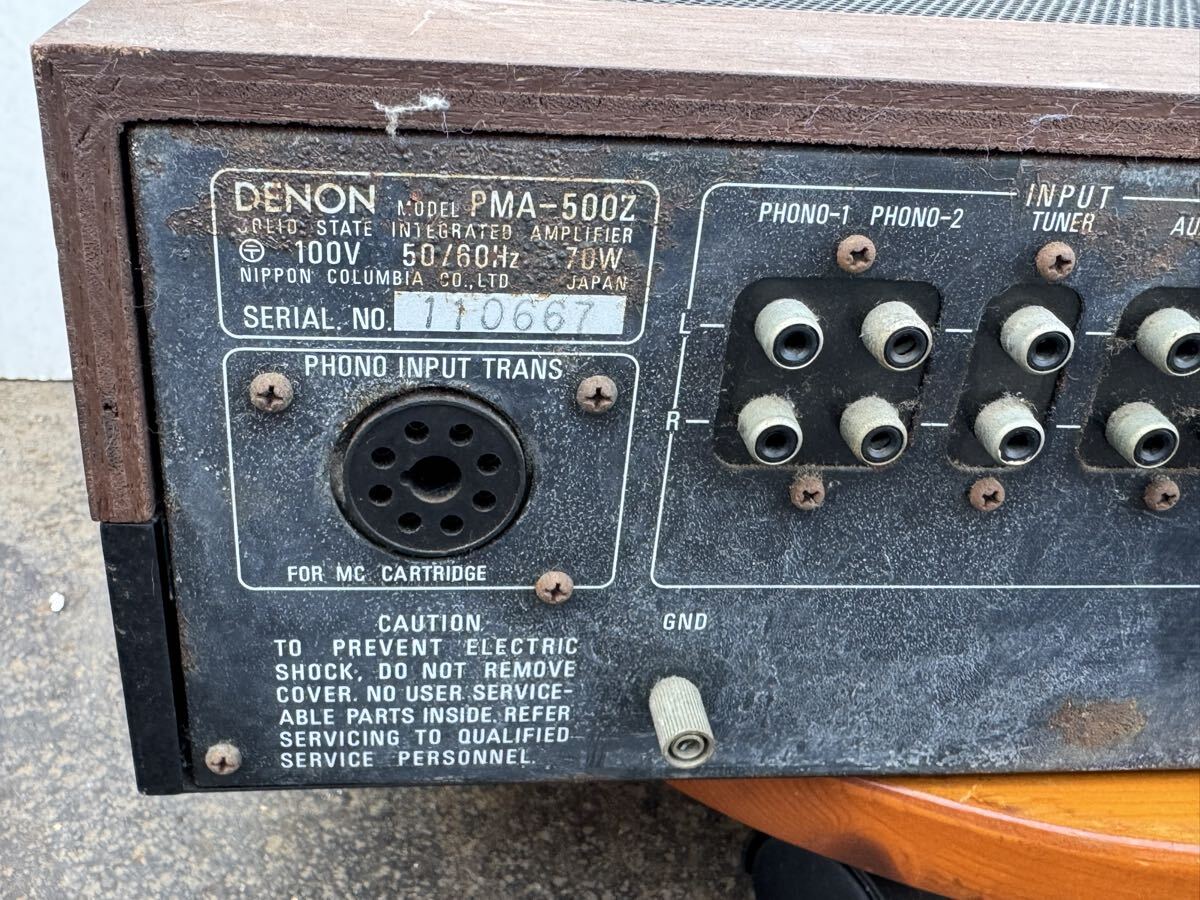 DENON MODEL PMA-500Z
SOLID STATE INTEGRATED AMPLIFIER
100V 50/60Hz 70W
NIPPON COLUMBIA CO.,LTD JAPAN
SERIAL. NO. 110667
PHONO INPUT TRANS
FOR MC CARTRIDGE
CAUTION
TO PREVENT ELECTRIC
SHOCK, DO NOT REMOVE
COVER. NO USER SERVICE-
ABLE PARTS INSIDE. REFER
SERVICING TO QUALIFIED
SERVICE PERSONNEL.
INPUT
PHONO-1 PHONO-2 TUNER
L
R
GND